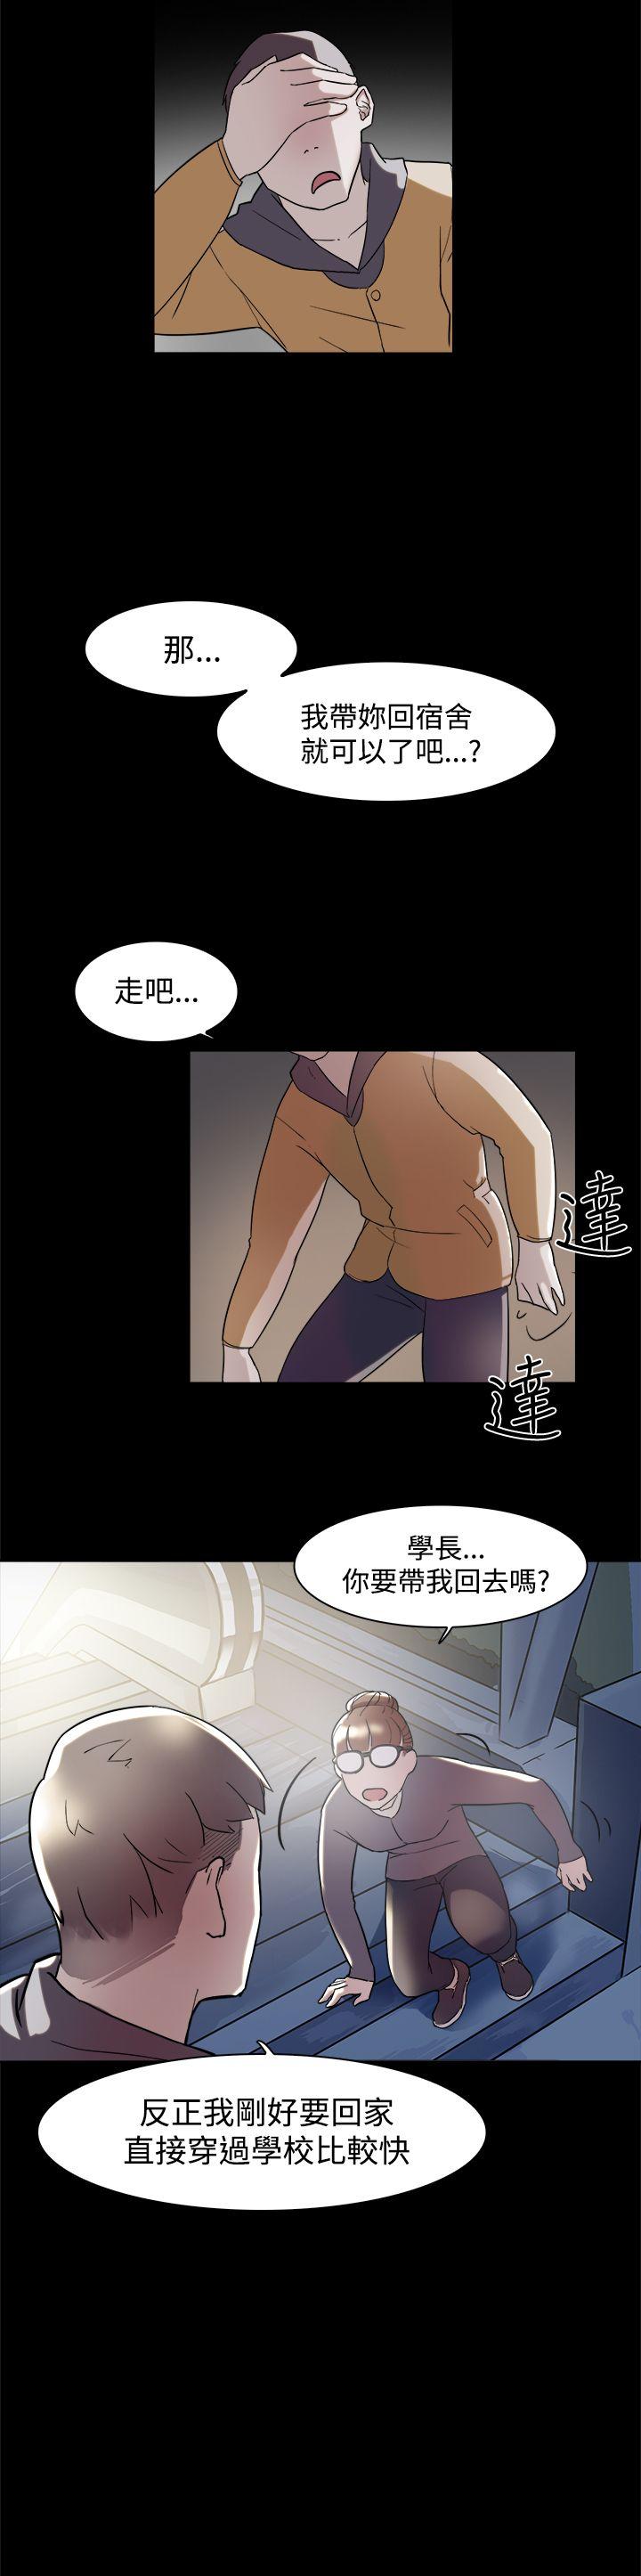 那...
我帶妳回宿舍
就可以了吧...?
走吧...
達
達
學長...
你要帶我回去嗎?
反正我剛好要回家
直接穿過學校比較快